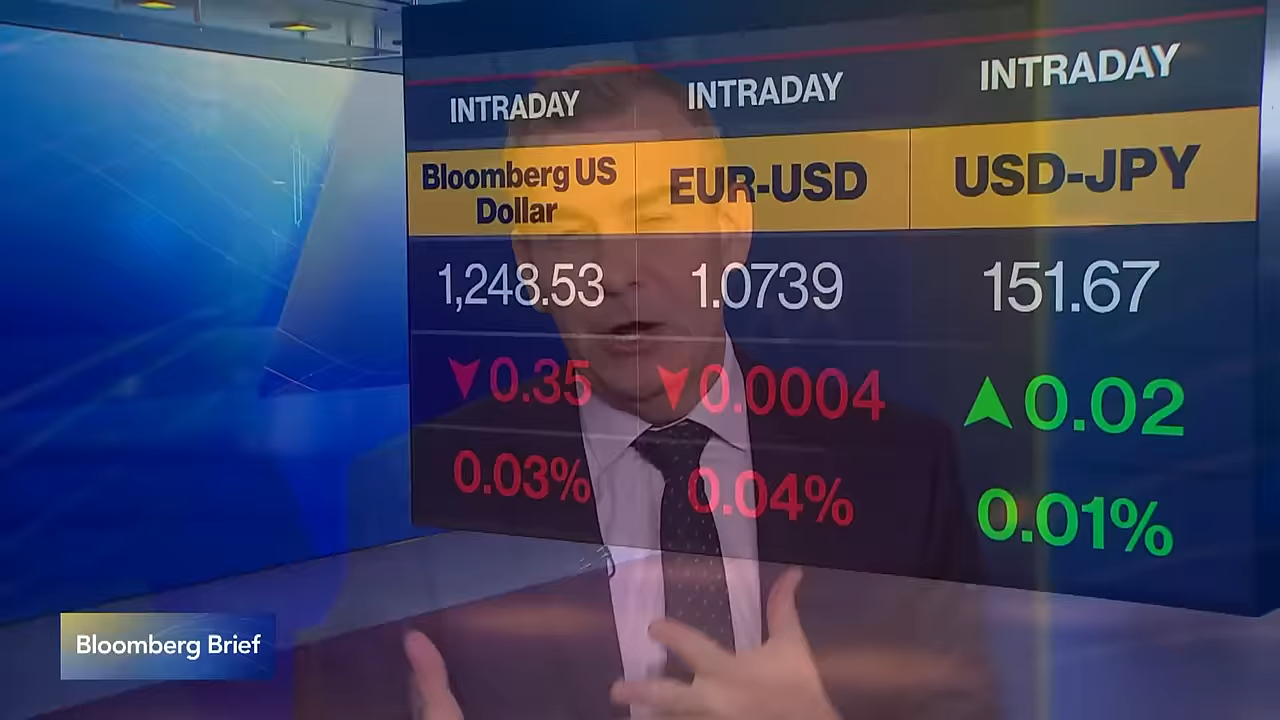 INTRADAY INTRADAY INTRADAY
Bloomberg US
Dollar
EUR-USD
USD-JPY
1,248.53 1.0739 151.67
▼0.35 ▼0.0004 ▲0.02
0.03% 0.04% 0.01%
Bloomberg Brief